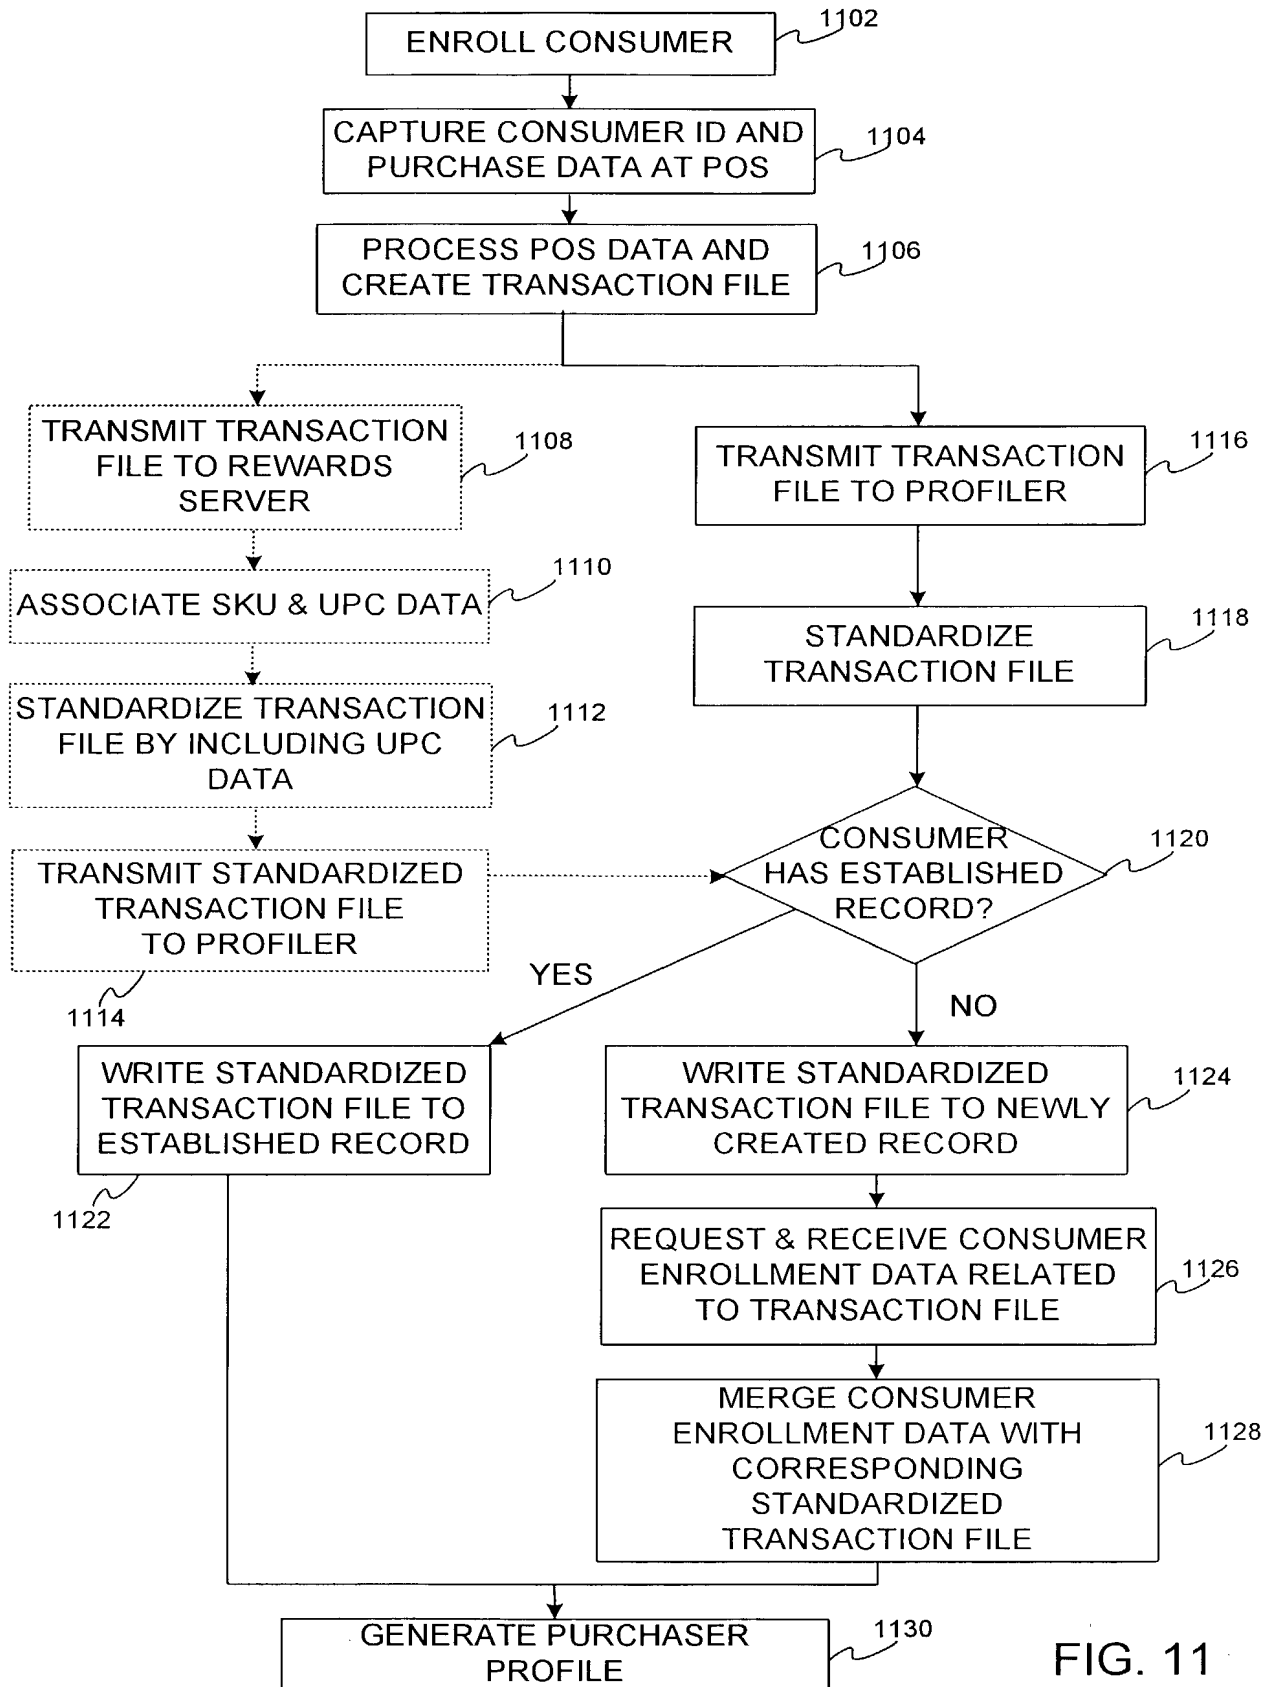 ENROLL CONSUMER
1102
CAPTURE CONSUMER ID AND
PURCHASE DATA AT POS
1104
PROCESS POS DATA AND
CREATE TRANSACTION FILE
1106
TRANSMIT TRANSACTION
FILE TO REWARDS
SERVER
1108
ASSOCIATE SKU & UPC DATA
1110
STANDARDIZE TRANSACTION
FILE BY INCLUDING UPC
DATA
1112
TRANSMIT STANDARDIZED
TRANSACTION FILE
TO PROFILER
1114
TRANSMIT TRANSACTION
FILE TO PROFILER
1116
STANDARDIZE
TRANSACTION FILE
1118
CONSUMER
HAS ESTABLISHED
RECORD?
1120
YES
NO
WRITE STANDARDIZED
TRANSACTION FILE TO
ESTABLISHED RECORD
1122
WRITE STANDARDIZED
TRANSACTION FILE TO NEWLY
CREATED RECORD
1124
REQUEST & RECEIVE CONSUMER
ENROLLMENT DATA RELATED
TO TRANSACTION FILE
1126
MERGE CONSUMER
ENROLLMENT DATA WITH
CORRESPONDING
STANDARDIZED
TRANSACTION FILE
1128
GENERATE PURCHASER
PROFILE
1130
FIG. 11